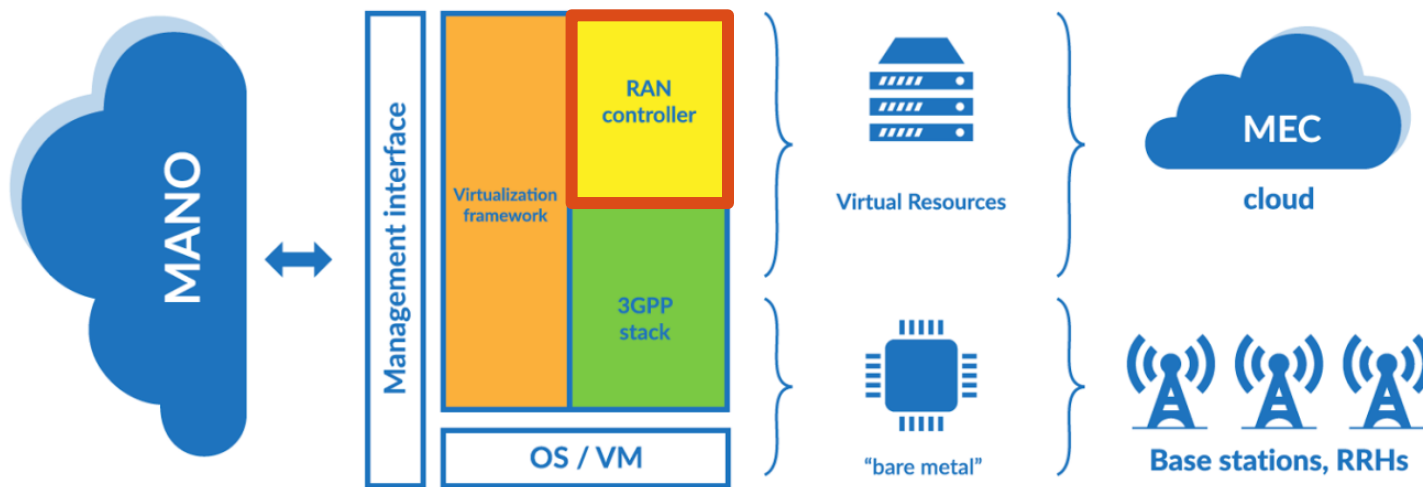 MANO
Management interface
Virtualization
framework
RAN
controller
3GPP
stack
OS / VM
Virtual Resources
"bare metal"
MEC
cloud
Base stations, RRHs